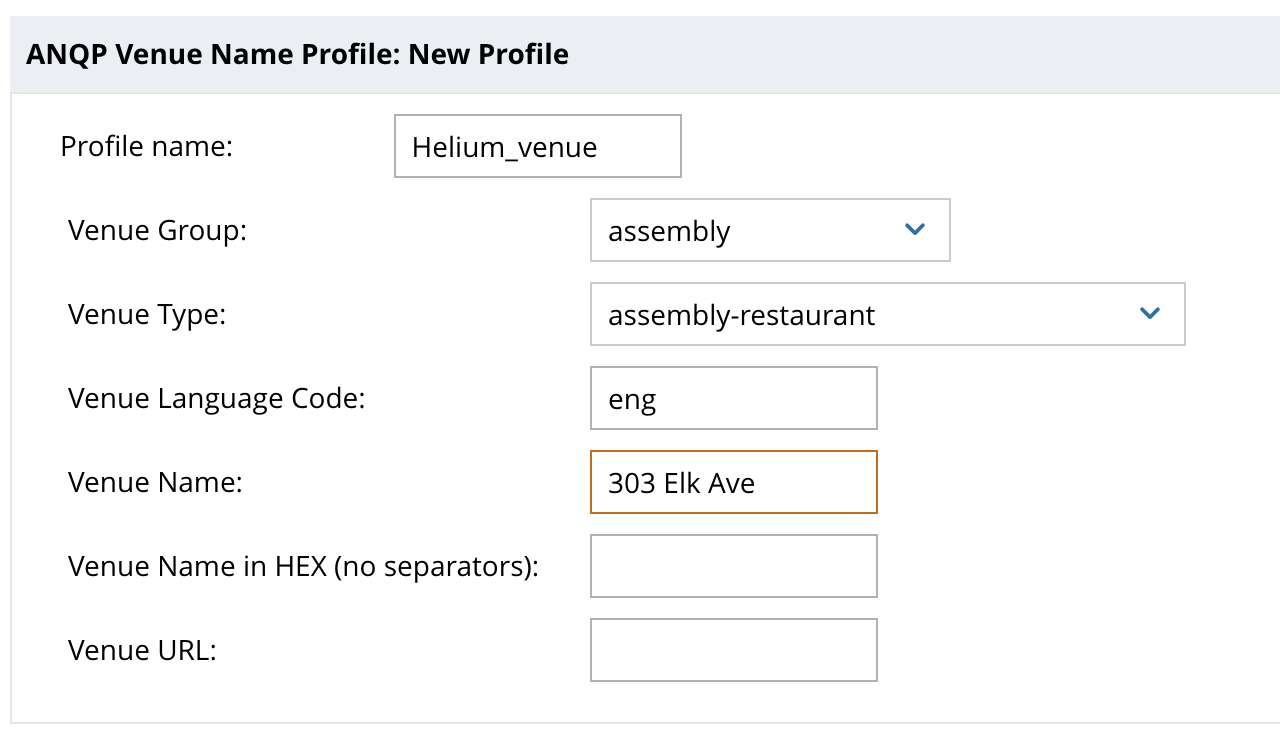 ANQP Venue Name Profile: New Profile
Profile name: Helium_venue
Venue Group: assembly
Venue Type: assembly-restaurant
Venue Language Code: eng
Venue Name: 303 Elk Ave
Venue Name in HEX (no separators):
Venue URL: